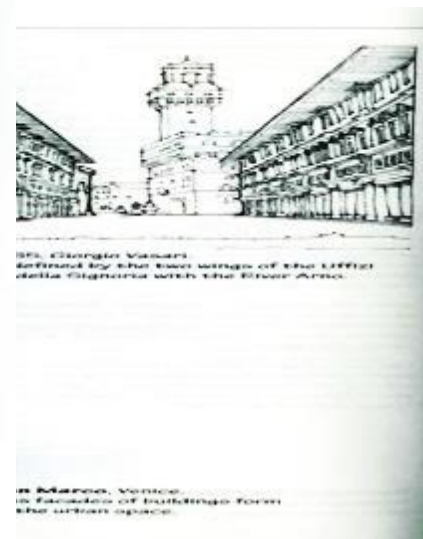 Giorgio Vasari
defined by the two wings of the Uffizi
della Signoria with the River Arno.
Marco, Venice.
facades of buildings form
the urban space.